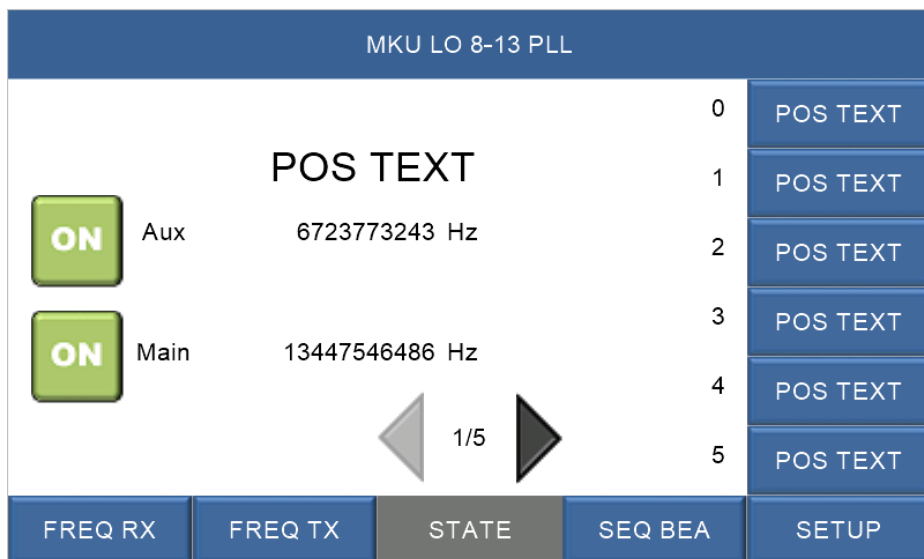 MKU LO 8-13 PLL
0 POS TEXT
POS TEXT
1 POS TEXT
ON Aux 6723773243 Hz
2 POS TEXT
3 POS TEXT
ON Main 13447546486 Hz
4 POS TEXT
1/5
5 POS TEXT
FREQ RX FREQ TX STATE SEQ BEA SETUP